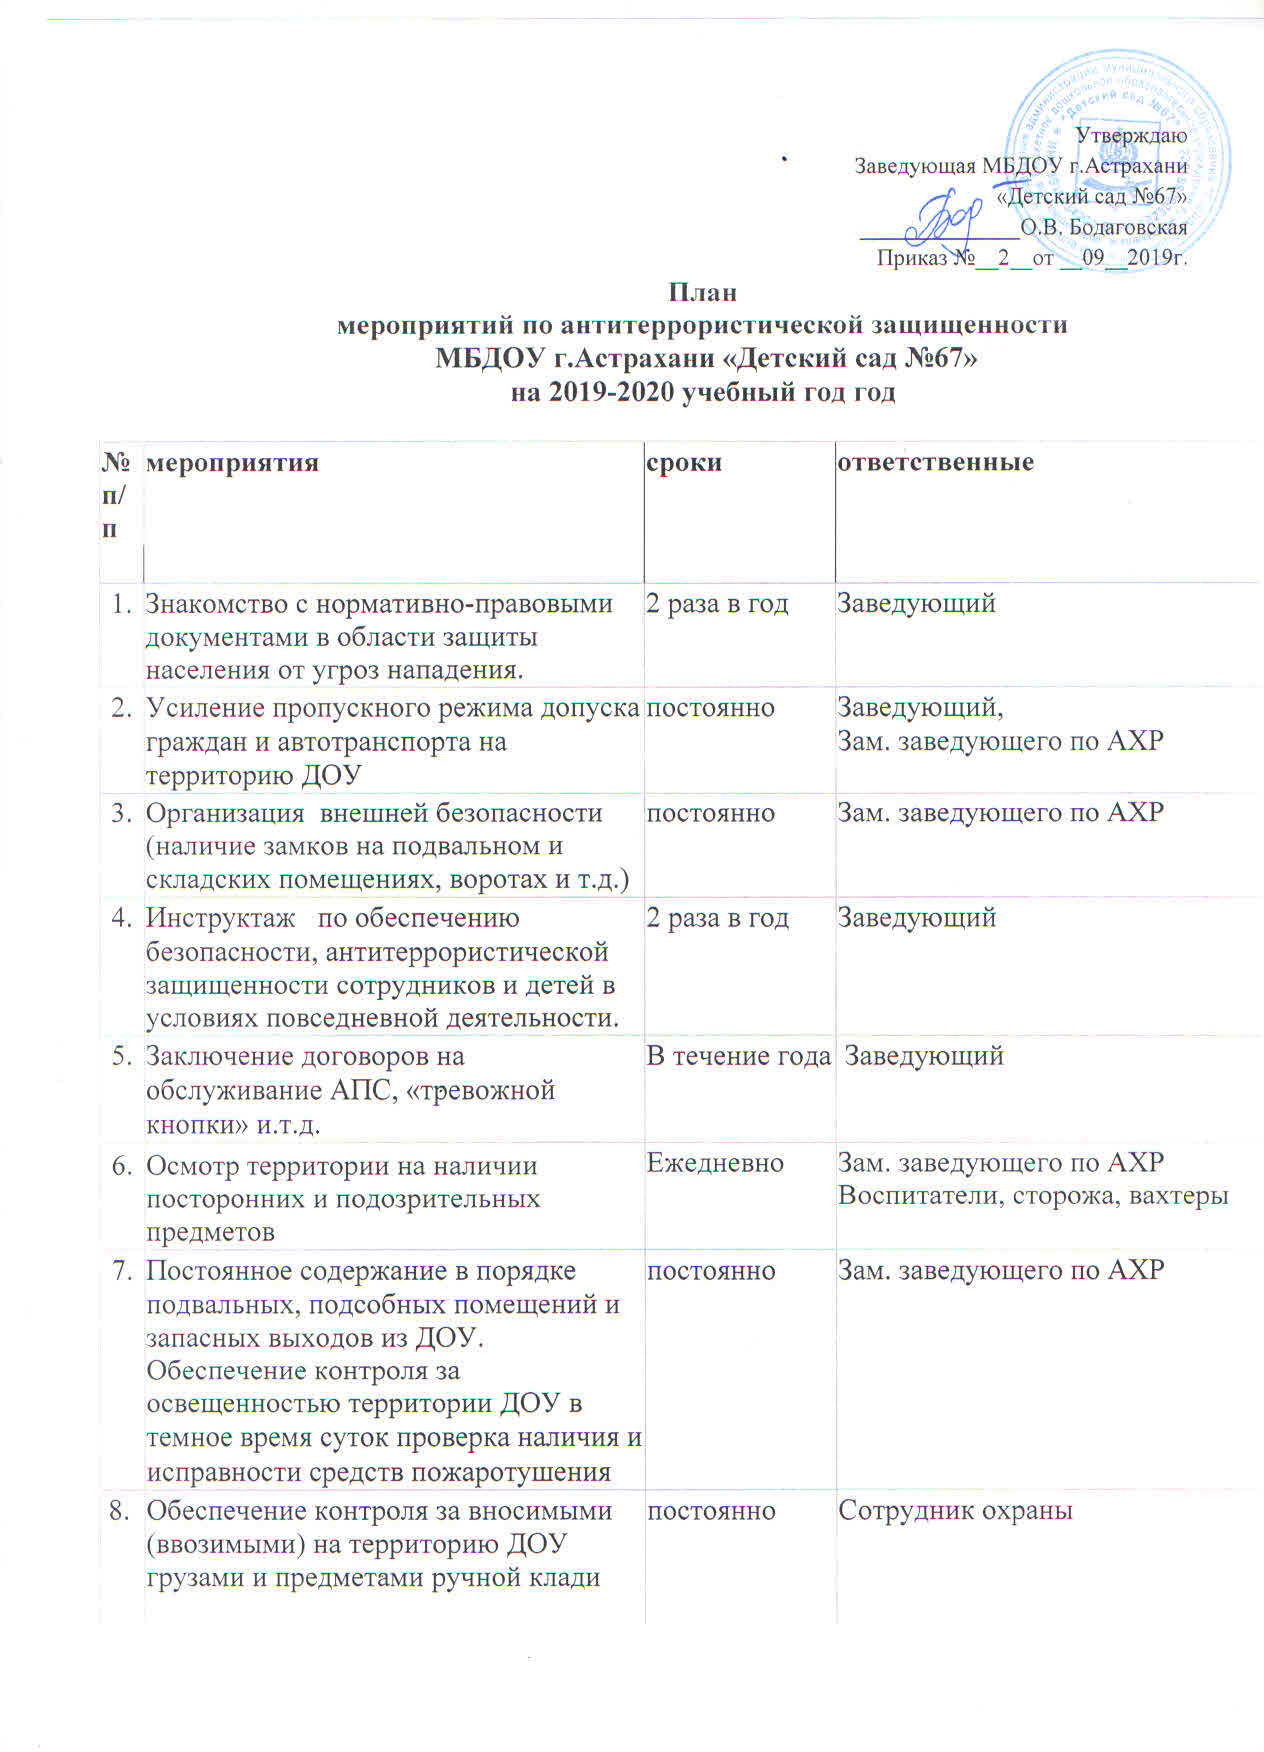 Утверждаю
Заведующая МБДОУ г.Астрахани
«Детский сад №67»
О.В. Бодаговская
Приказ №__2__от __09__2019г.
План
мероприятий по антитеррористической защищенности
МБДОУ г.Астрахани «Детский сад №67»
на 2019-2020 учебный год год
№ мероприятия сроки ответственные
п/
п
1. Знакомство с нормативно-правовыми 2 раза в год Заведующий
документами в области защиты
населения от угроз нападения.
2. Усиление пропускного режима допуска постоянно Заведующий,
граждан и автотранспорта на Зам. заведующего по АХР
территорию ДОУ
3. Организация внешней безопасности постоянно Зам. заведующего по АХР
(наличие замков на подвальном и
складских помещениях, воротах и т.д.)
4. Инструктаж по обеспечению 2 раза в год Заведующий
безопасности, антитеррористической
защищенности сотрудников и детей в
условиях повседневной деятельности.
5. Заключение договоров на В течение года Заведующий
обслуживание АПС, «тревожной
кнопки» и.т.д.
6. Осмотр территории на наличии Ежедневно Зам. заведующего по АХР
посторонних и подозрительных Воспитатели, сторожа, вахтеры
предметов
7. Постоянное содержание в порядке постоянно Зам. заведующего по АХР
подвальных, подсобных помещений и
запасных выходов из ДОУ.
Обеспечение контроля за
освещенностью территории ДОУ в
темное время суток проверка наличия и
исправности средств пожаротушения
8. Обеспечение контроля за вносимыми постоянно Сотрудник охраны
(ввозимыми) на территорию ДОУ
грузами и предметами ручной клади